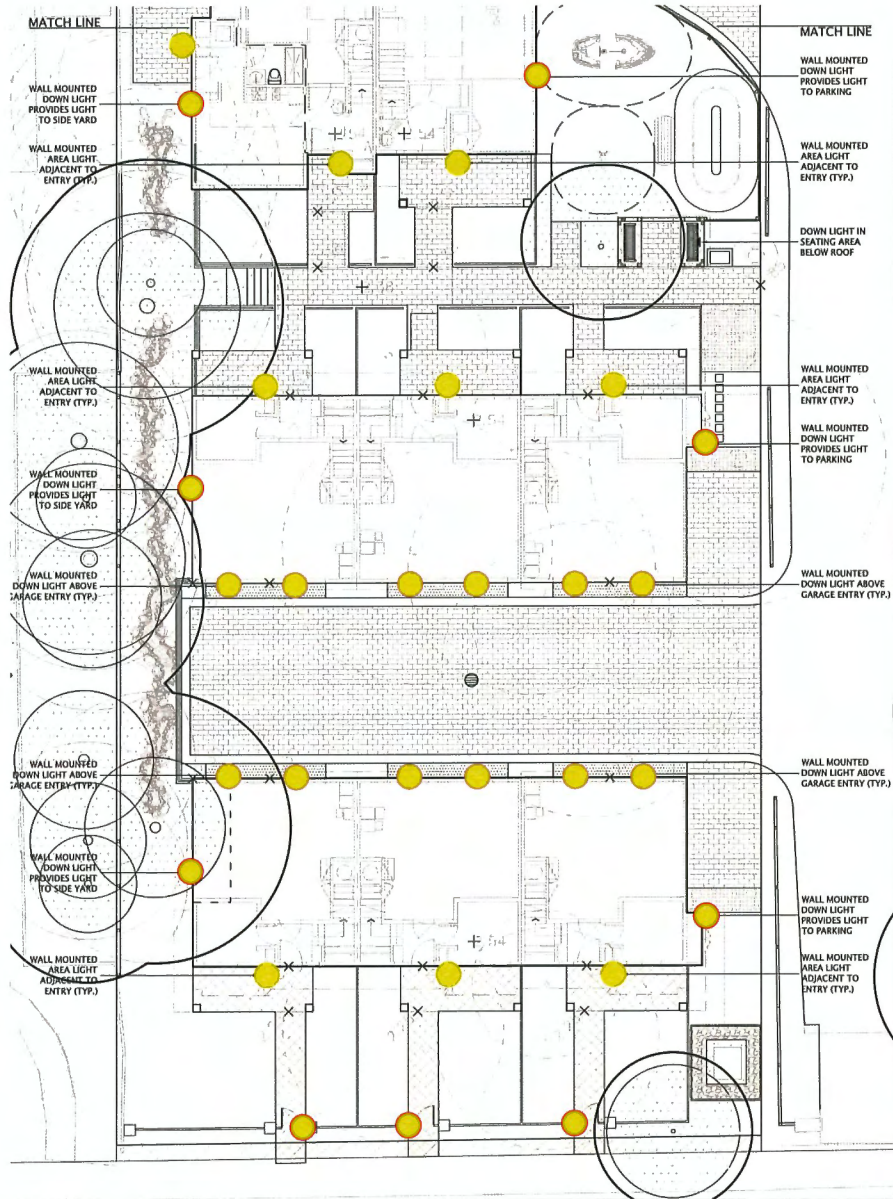 MATCH LINE
MATCH LINE
WALL MOUNTED
DOWN LIGHT
PROVIDES LIGHT
TO PARKING
WALL MOUNTED
DOWN LIGHT
PROVIDES LIGHT
TO SIDE YARD
WALL MOUNTED
AREA LIGHT
ADJACENT TO
ENTRY (TYP.)
WALL MOUNTED
AREA LIGHT
ADJACENT TO
ENTRY (TYP.)
DOWN LIGHT IN
SEATING AREA
BELOW ROOF
WALL MOUNTED
AREA LIGHT
ADJACENT TO
ENTRY (TYP.)
WALL MOUNTED
AREA LIGHT
ADJACENT TO
ENTRY (TYP.)
WALL MOUNTED
DOWN LIGHT
PROVIDES LIGHT
TO PARKING
WALL MOUNTED
DOWN LIGHT
PROVIDES LIGHT
TO SIDE YARD
WALL MOUNTED
DOWN LIGHT ABOVE
GARAGE ENTRY (TYP.)
WALL MOUNTED
DOWN LIGHT ABOVE
GARAGE ENTRY (TYP.)
WALL MOUNTED
DOWN LIGHT ABOVE
GARAGE ENTRY (TYP.)
WALL MOUNTED
DOWN LIGHT ABOVE
GARAGE ENTRY (TYP.)
WALL MOUNTED
DOWN LIGHT
PROVIDES LIGHT
TO SIDE YARD
WALL MOUNTED
DOWN LIGHT
PROVIDES LIGHT
TO PARKING
WALL MOUNTED
AREA LIGHT
ADJACENT TO
ENTRY (TYP.)
WALL MOUNTED
AREA LIGHT
ADJACENT TO
ENTRY (TYP.)